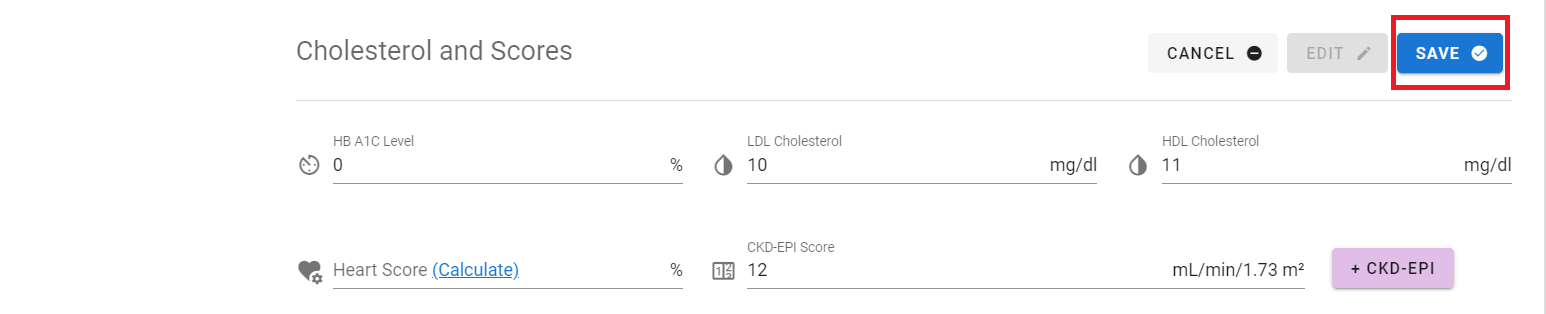 Cholesterol and Scores CANCEL EDIT SAVE
HB A1C Level LDL Cholesterol HDL Cholesterol
0 % 10 mg/dl 11 mg/dl
CKD-EPI Score
Heart Score (Calculate) % 12 mL/min/1.73 m² + CKD-EPI